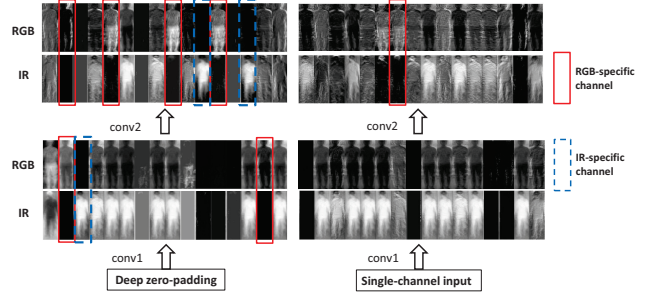 RGB
IR
RGB-specific
channel
conv2
conv2
RGB
IR
IR-specific
channel
conv1
conv1
Deep zero-padding
Single-channel input